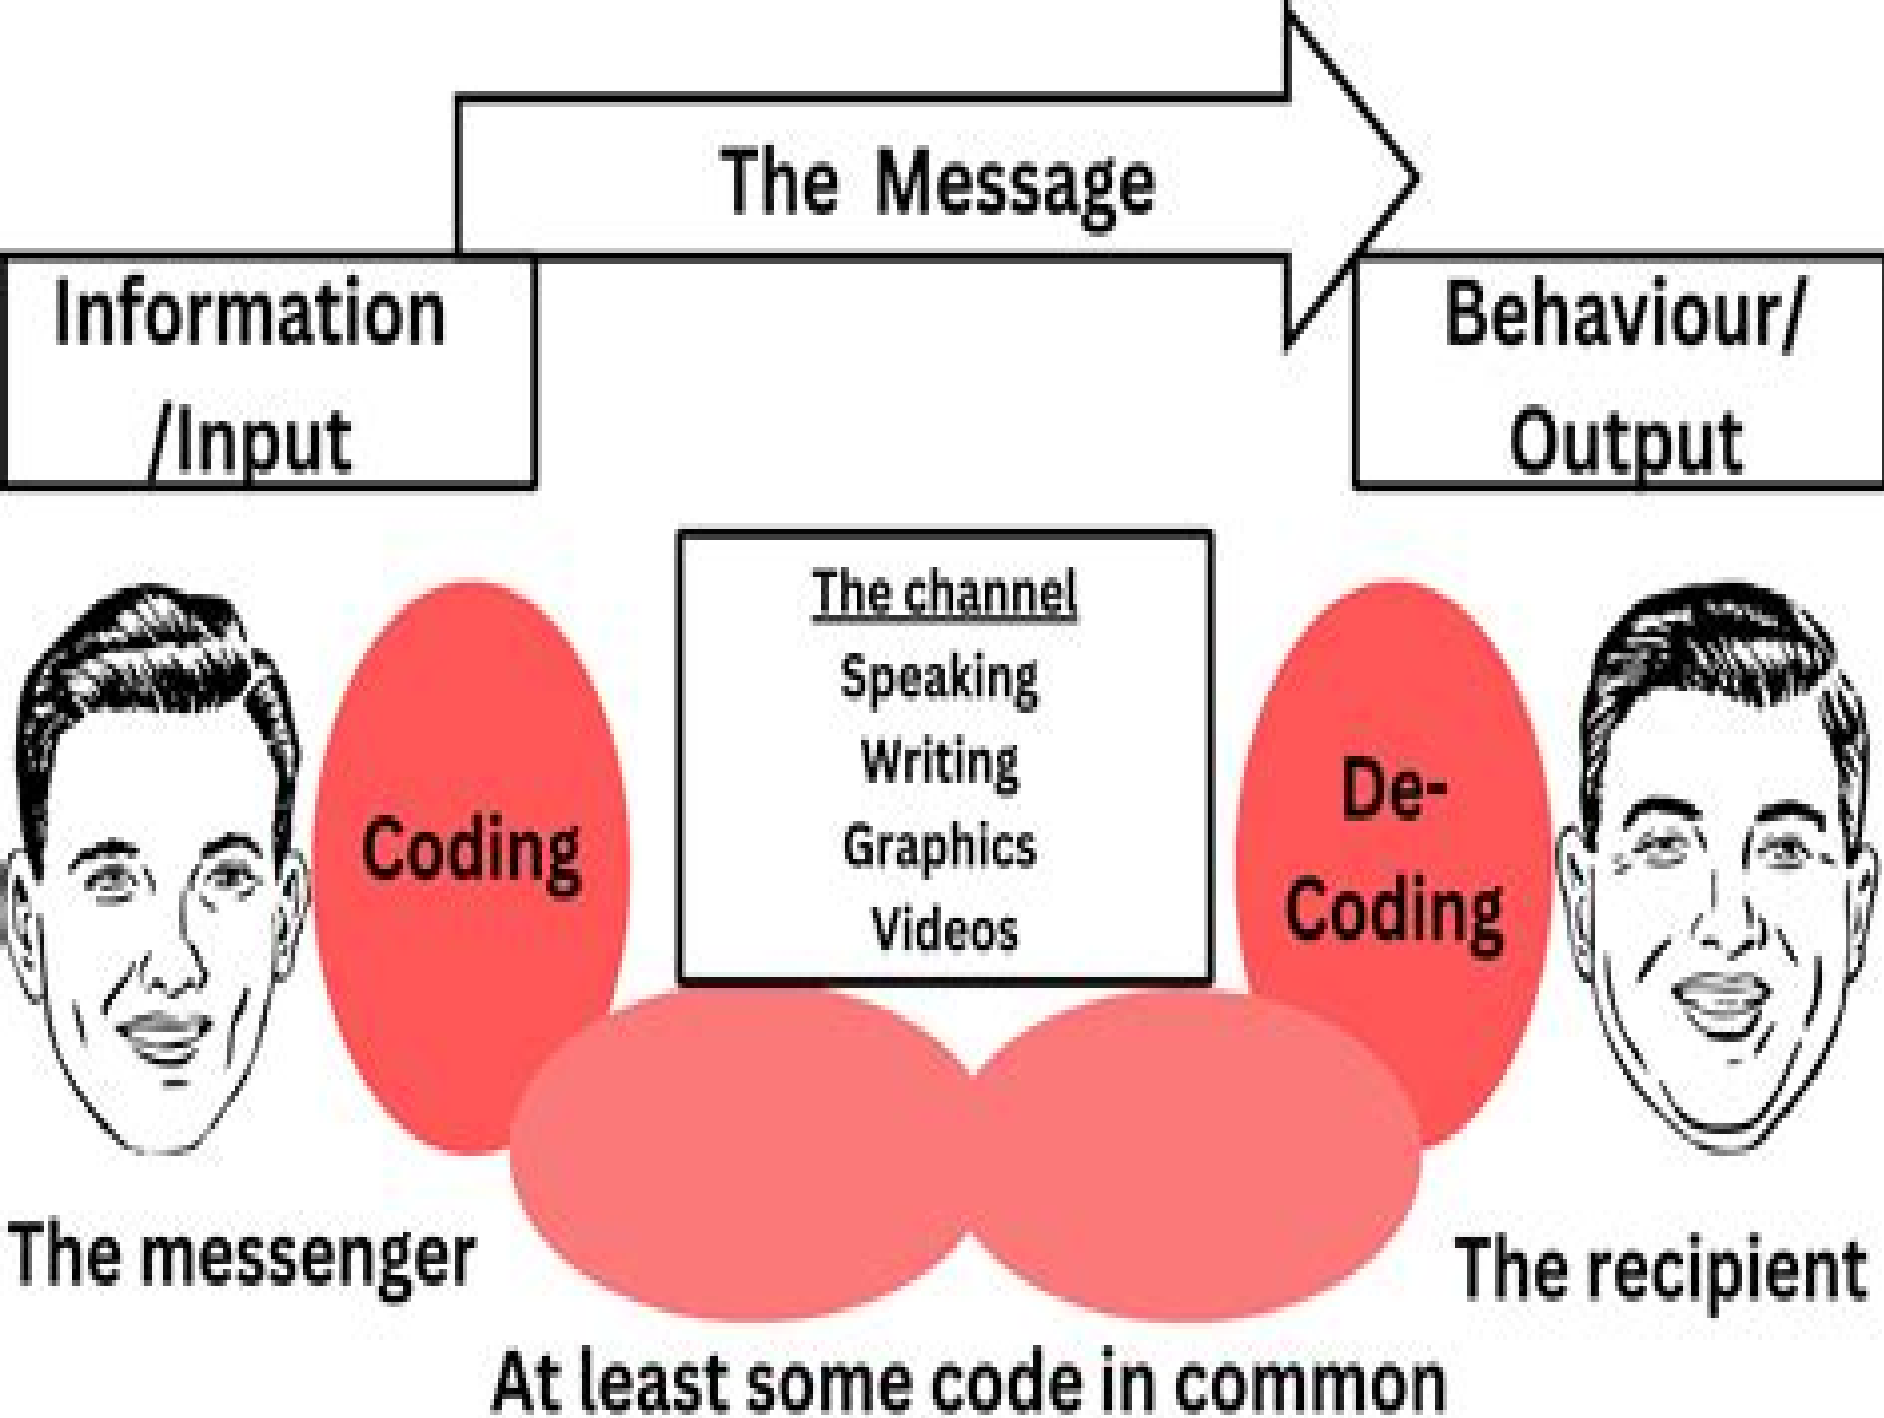 The Message
Information
/Input
Behaviour/
Output
The channel
Speaking
Writing
Graphics
Videos
Coding
De-
Coding
The messenger
The recipient
At least some code in common